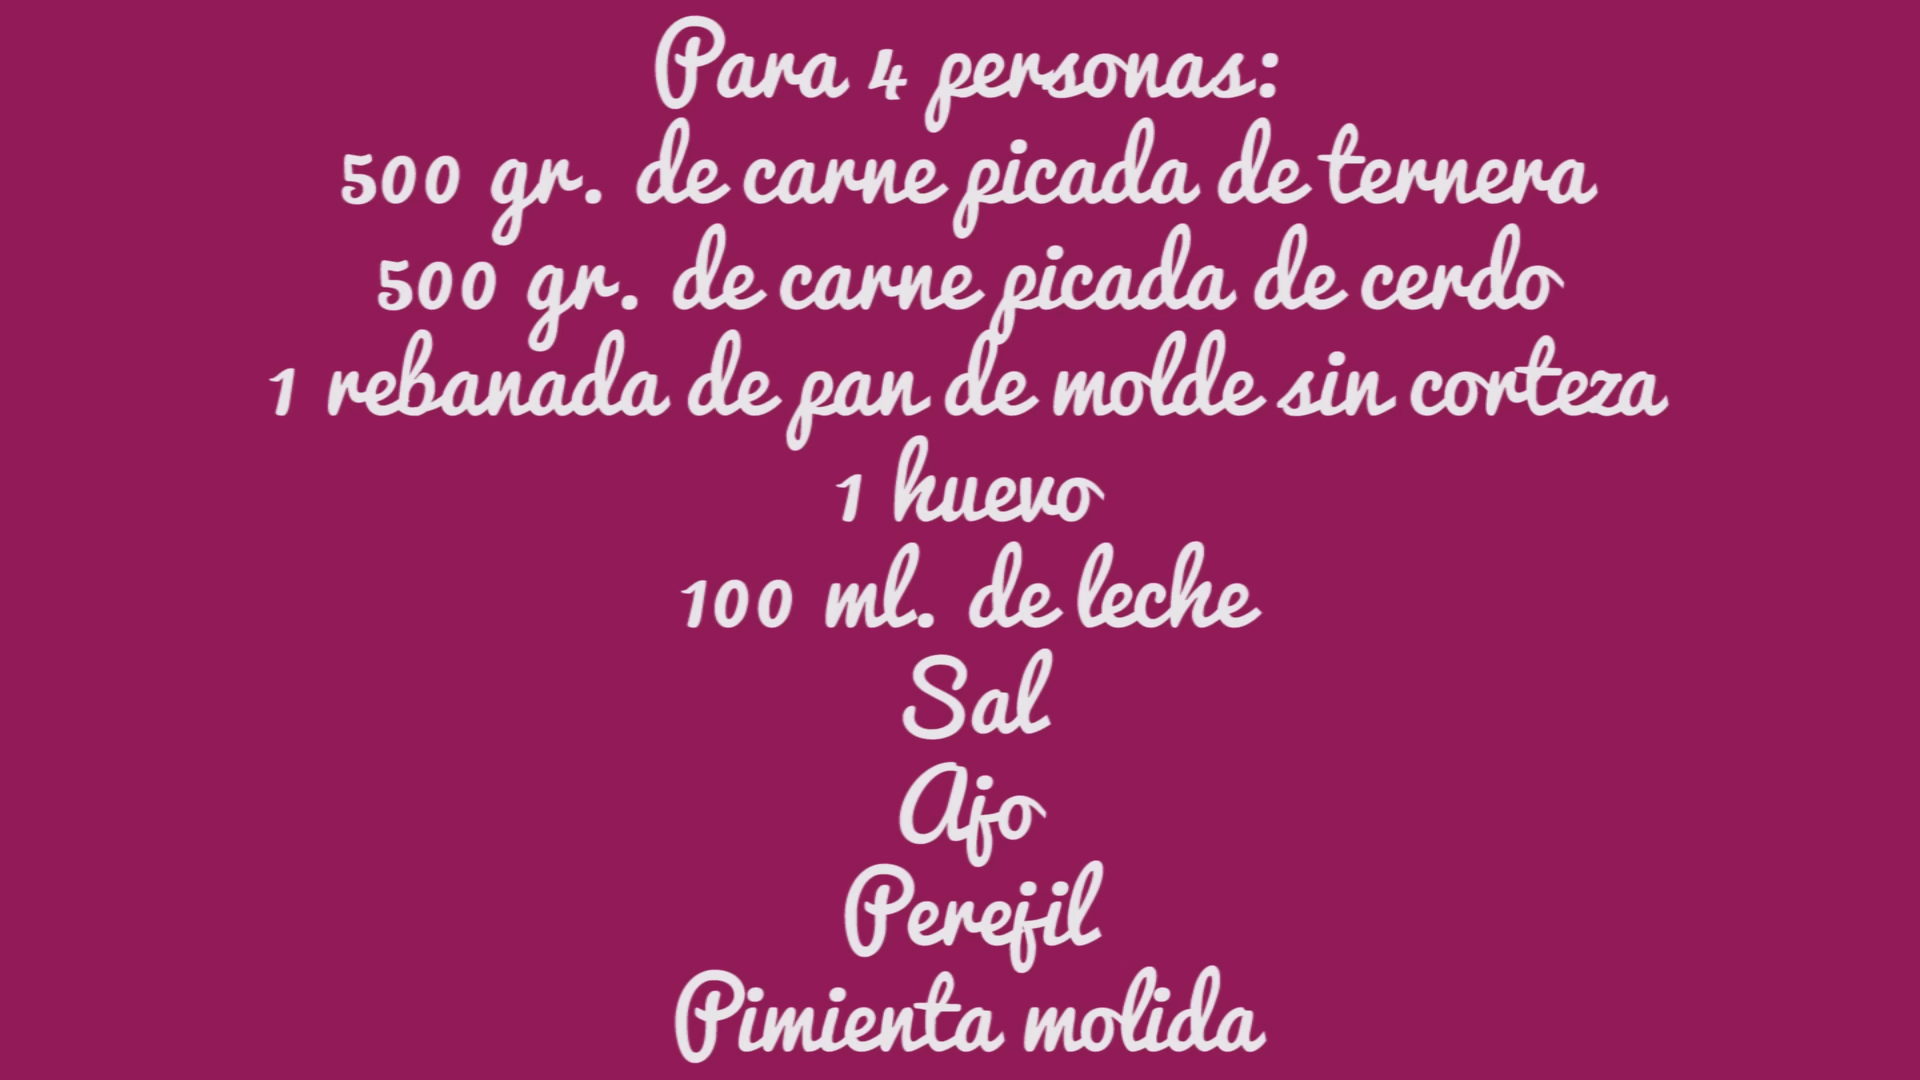 Para 4 personas:
500 gr. de carne picada de ternera
500 gr. de carne picada de cerdo
1 rebanada de pan de molde sin corteza
1 huevo
100 ml. de leche
Sal
Ajo
Perejil
Pimienta molida